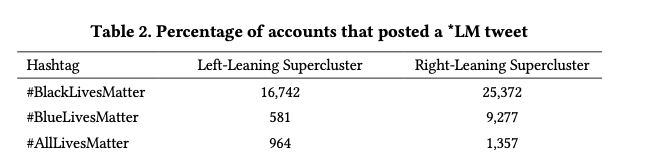 Table 2. Percentage of accounts that posted a *LM tweet
Hashtag Left-Leaning Supercluster Right-Leaning Supercluster
#BlackLivesMatter 16,742 25,372
#BlueLivesMatter 581 9,277
#AllLivesMatter 964 1,357